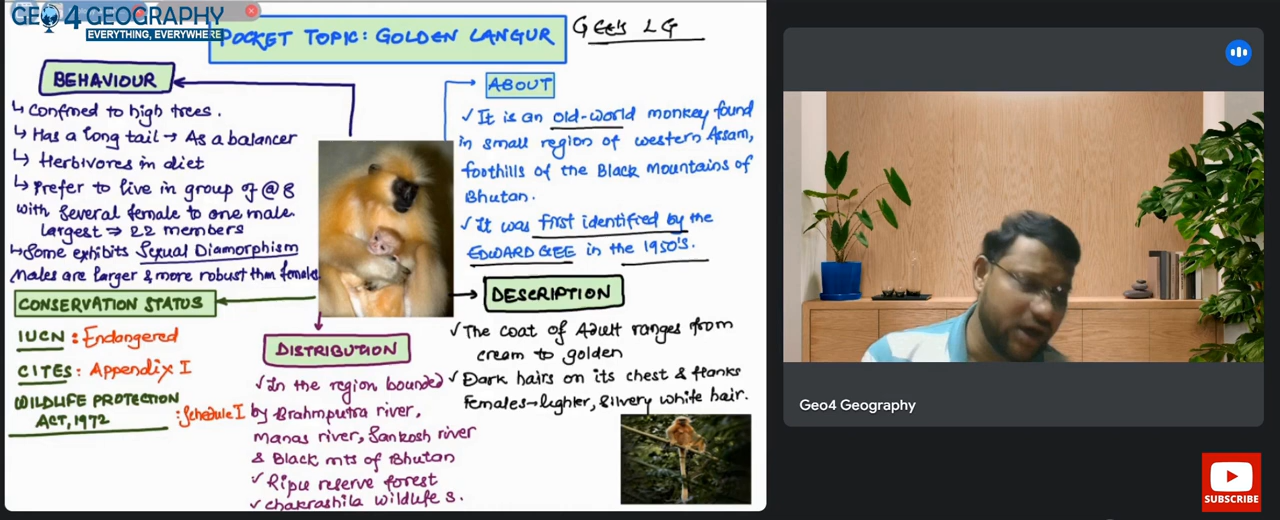 GEO4GEOGRAPHY
EVERYTHING, EVERYWHERE
POCKET TOPIC: GOLDEN LANGUR
Gee's LG
BEHAVIOUR
↳ Confined to high trees.
↳ Has a long tail → As a balancer
↳ Herbivores in diet
↳ Prefer to live in group of @ 8
with several female to one male.
largest → 22 members
↳ Some exhibits Sexual Diamorphism
Males are larger & more robust than female
ABOUT
✓ It is an old-world monkey found
in small region of western Assam,
foothills of the Black Mountains of
Bhutan.
✓ It was first identified by the
EDWARD GEE in the 1950's.
CONSERVATION STATUS
IUCN : Endangered
CITES : Appendix I
WILDLIFE PROTECTION
ACT, 1972 : Schedule I
DISTRIBUTION
✓ In the region bounded
by Brahmputra river,
manas river, Sankosh river
& Black mts of Bhutan
✓ Ripu reserve forest
✓ Chakrashila wildlife S.
DESCRIPTION
✓ The coat of Adult ranges from
cream to golden
✓ Dark hairs on its chest & flanks
Females → lighter, silvery white hair.
Geo4 Geography
SUBSCRIBE